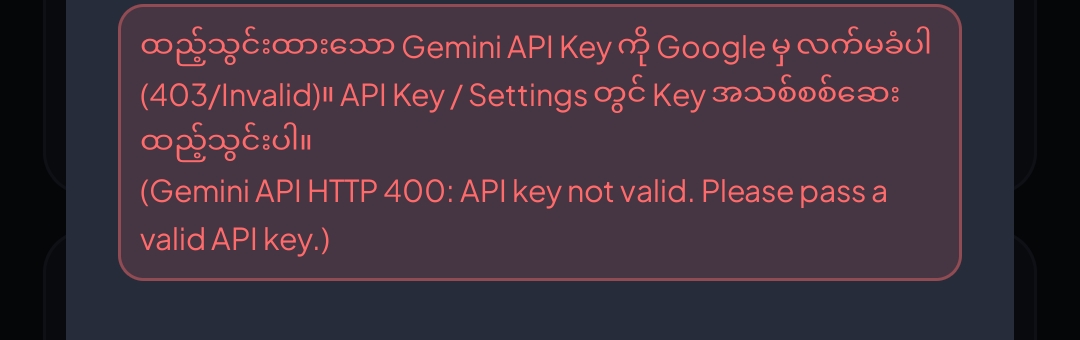 ထည့်သွင်းထားသော Gemini API Key ကို Google မှ လက်မခံပါ
(403/Invalid)။ API Key / Settings တွင် Key အသစ်စစ်ဆေး
ထည့်သွင်းပါ။
(Gemini API HTTP 400: API key not valid. Please pass a
valid API key.)